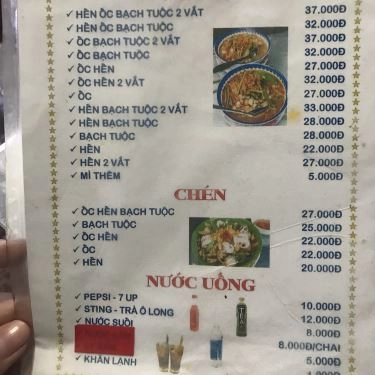 ✓ HẾN ỐC BẠCH TUỘC 2 VẮT 37.000Đ
✓ HẾN ỐC BẠCH TUỘC 32.000Đ
✓ ỐC BẠCH TUỘC 2 VẮT 37.000Đ
✓ ỐC BẠCH TUỘC 32.000Đ
✓ ỐC HẾN 27.000Đ
✓ ỐC HẾN 2 VẮT 32.000Đ
✓ ỐC 27.000Đ
✓ HẾN BẠCH TUỘC 2 VẮT 33.000Đ
✓ HẾN BẠCH TUỘC 28.000Đ
✓ BẠCH TUỘC 28.000Đ
✓ HẾN 22.000Đ
✓ HẾN 2 VẮT 27.000Đ
✓ MÌ THÊM 5.000Đ
CHÉN
✓ ỐC HẾN BẠCH TUỘC 27.000Đ
✓ BẠCH TUỘC 25.000Đ
✓ ỐC HẾN 22.000Đ
✓ ỐC 22.000Đ
✓ HẾN 20.000Đ
NƯỚC UỐNG
✓ PEPSI - 7 UP 10.000Đ
✓ STING - TRÀ Ô LONG 12.000Đ
✓ NƯỚC SUỐI 8.000Đ
8.000Đ/CHAI
✓ KHĂN LẠNH 5.000Đ